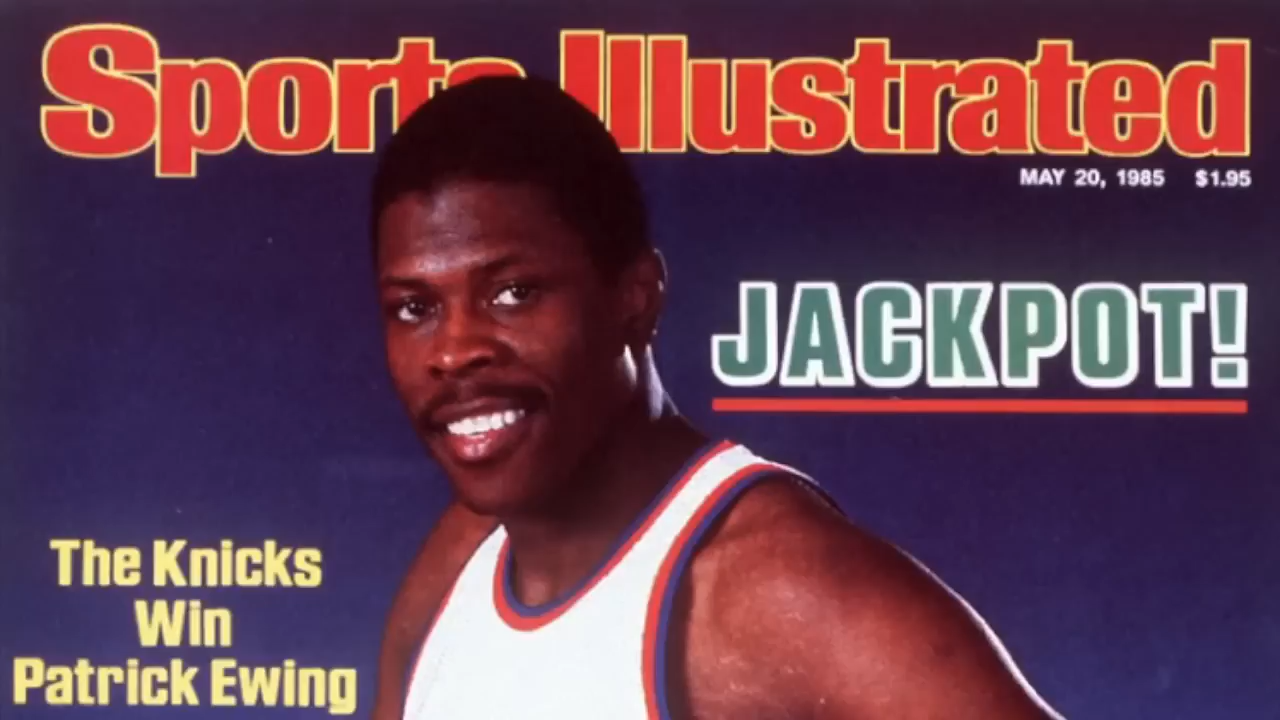 Sports Illustrated
MAY 20, 1985 $1.95
JACKPOT!
The Knicks
Win
Patrick Ewing